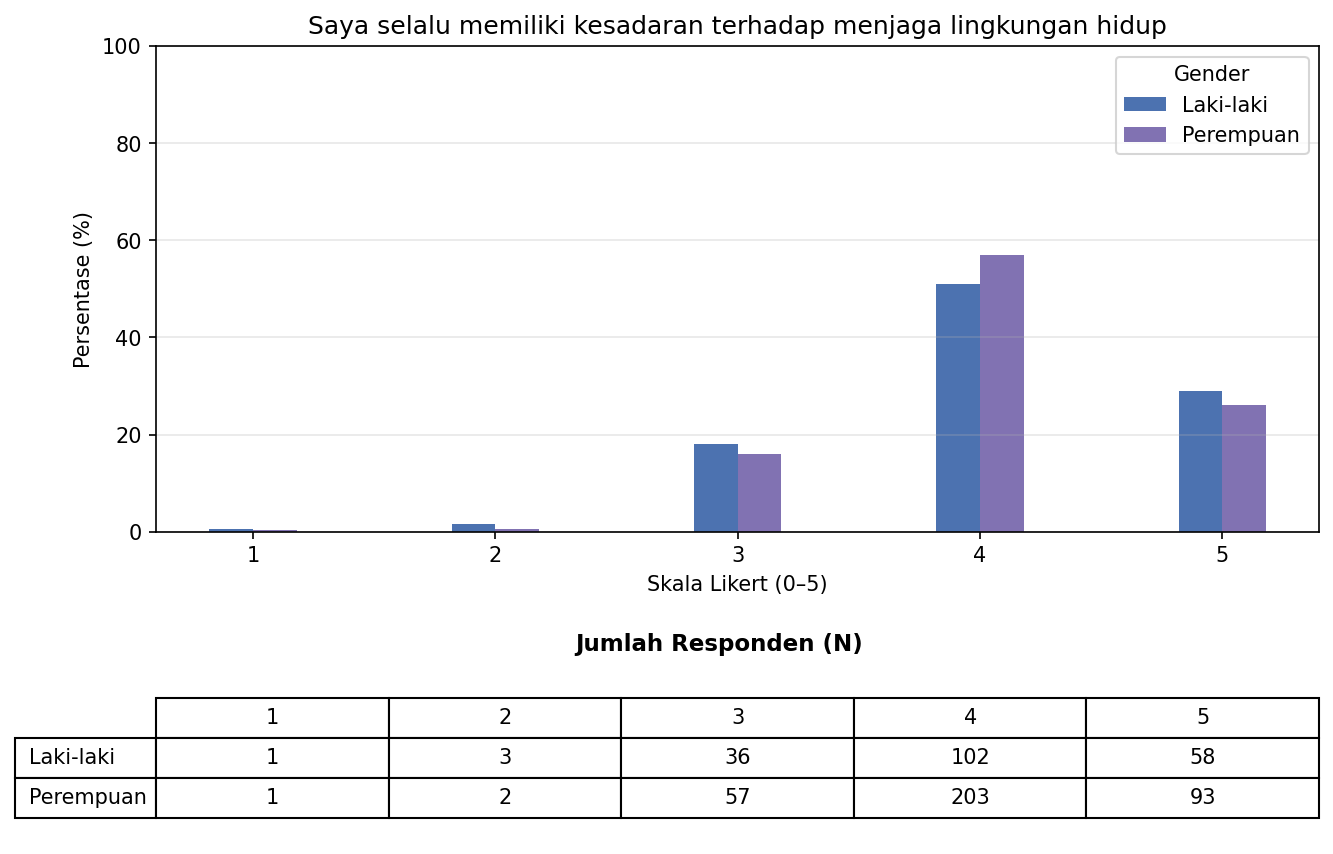 Saya selalu memiliki kesadaran terhadap menjaga lingkungan hidup
100
80
60
40
20
0
Persentase (%)
Gender
Laki-laki
Perempuan
1 2 3 4 5
Skala Likert (0–5)
Jumlah Responden (N)
1 2 3 4 5
Laki-laki 1 3 36 102 58
Perempuan 1 2 57 203 93